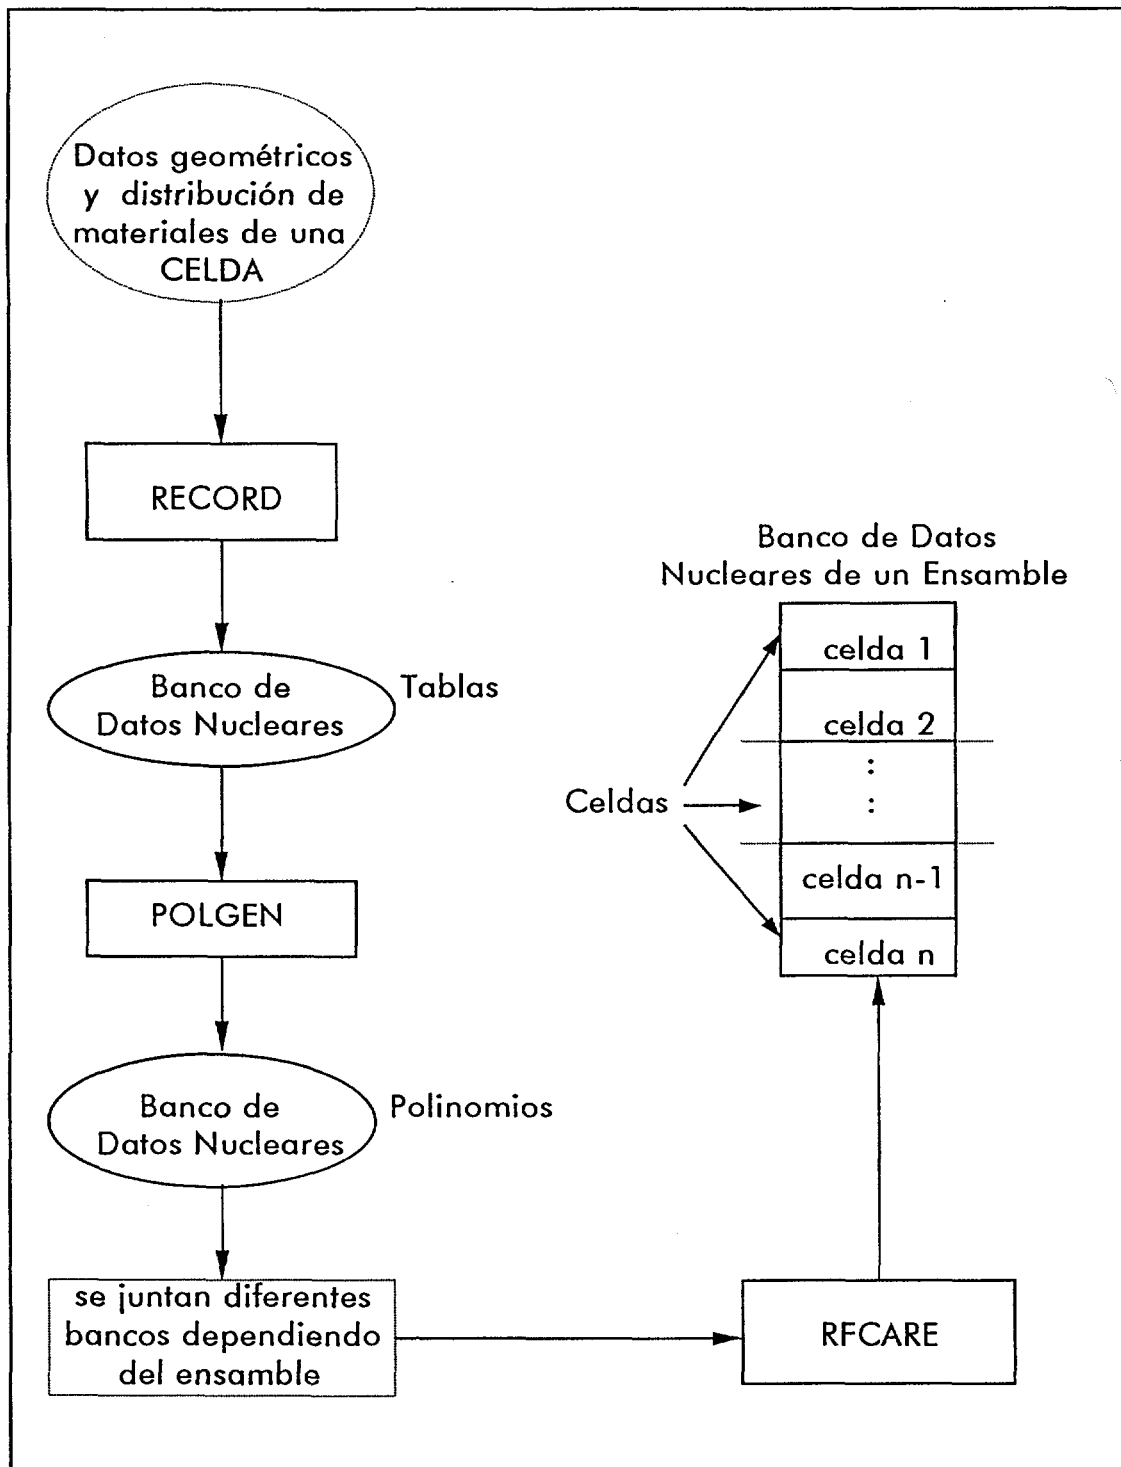 Datos geométricos
y distribución de
materiales de una
CELDA
RECORD
Banco de
Datos Nucleares
Tablas
POLGEN
Banco de
Datos Nucleares
Polinomios
se juntan diferentes
bancos dependiendo
del ensamble
RFCARE
Banco de Datos
Nucleares de un Ensamble
celda 1
celda 2
:
:
celda n-1
celda n
Celdas